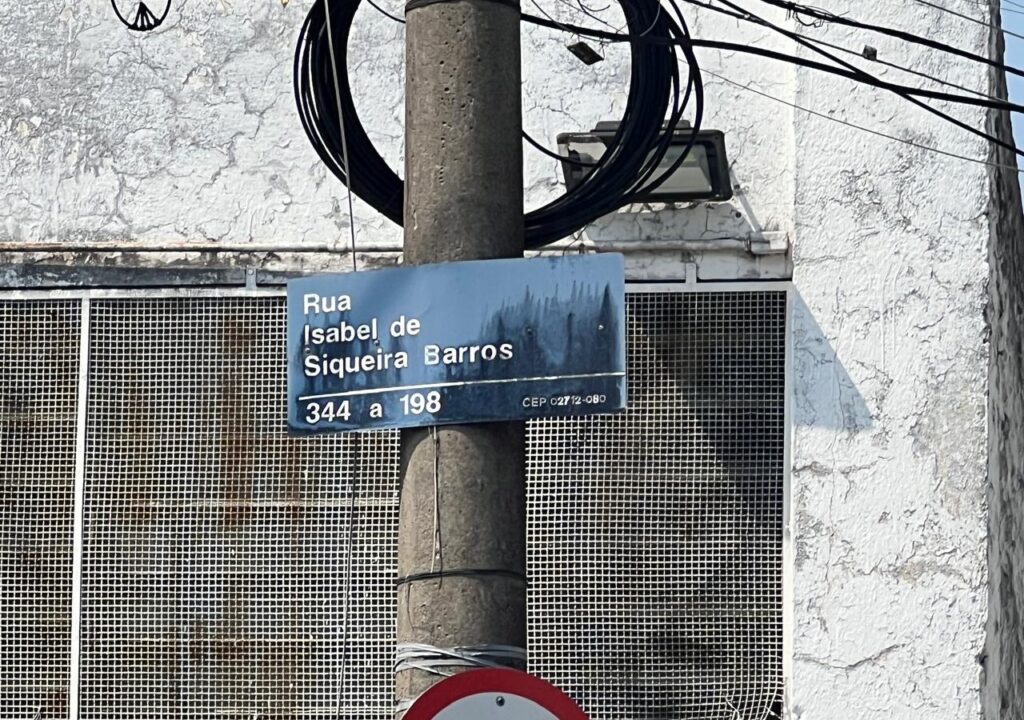 Rua
Isabel de
Siqueira Barros
344 a 198
CEP 02712-080